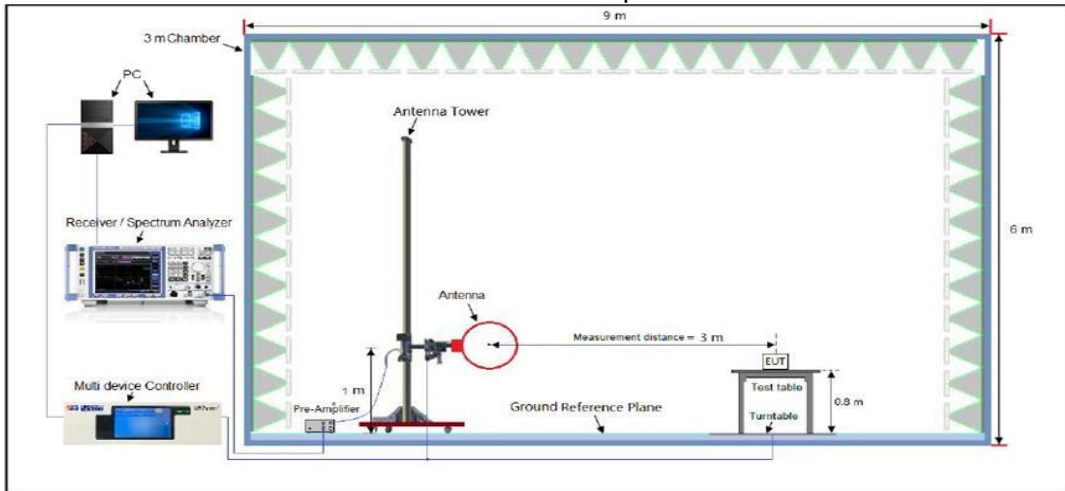 9 m
3 m Chamber
PC
Antenna Tower
Receiver / Spectrum Analyzer
6 m
Antenna
Measurement distance = 3 m
EUT
Multi device Controller
1 m
Test table
0.8 m
Pre-Amplifier
Ground Reference Plane
Turntable